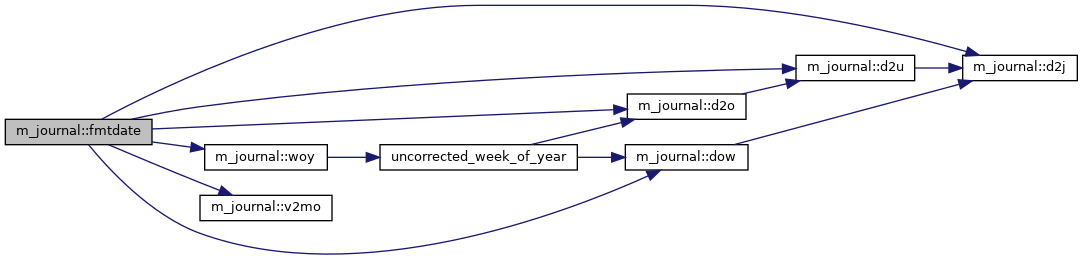 m_journal::fmtdate
m_journal::woy
m_journal::v2mo
uncorrected_week_of_year
m_journal::d2o
m_journal::dow
m_journal::d2u
m_journal::d2j